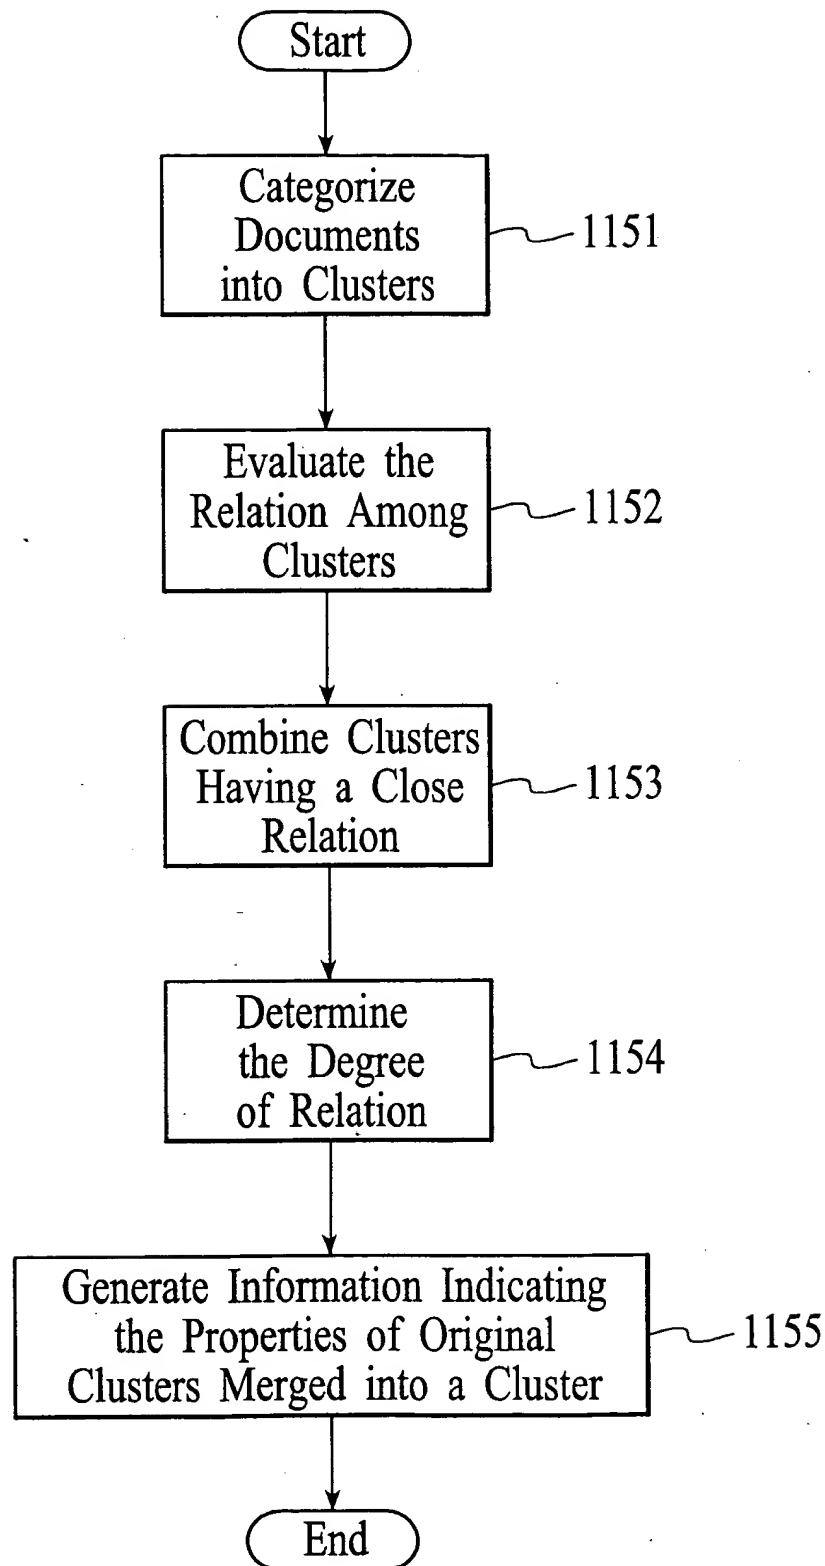 Start
Categorize
Documents
into Clusters
1151
Evaluate the
Relation Among
Clusters
1152
Combine Clusters
Having a Close
Relation
1153
Determine
the Degree
of Relation
1154
Generate Information Indicating
the Properties of Original
Clusters Merged into a Cluster
1155
End